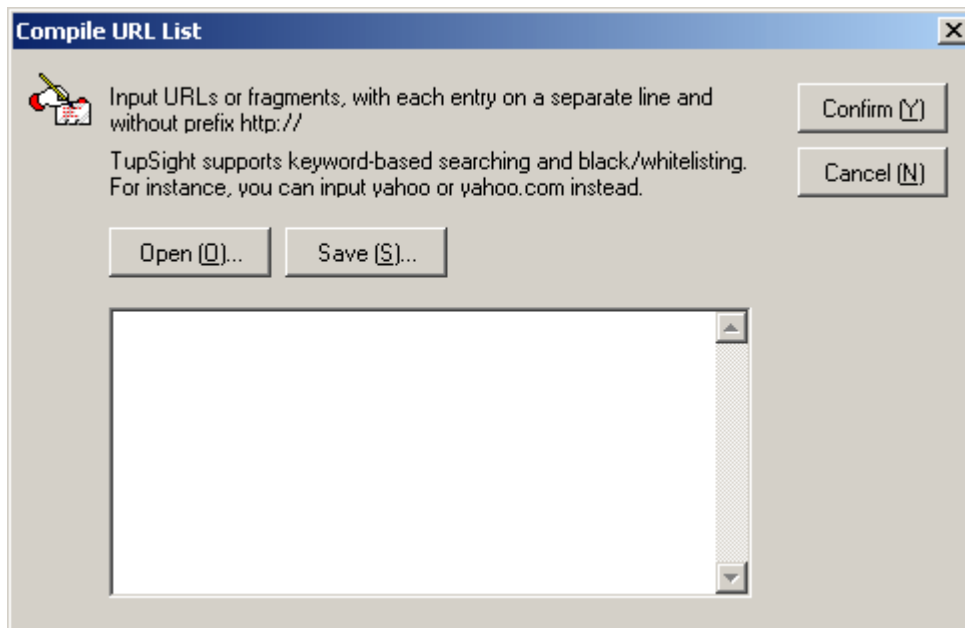 Compile URL List
Input URLs or fragments, with each entry on a separate line and
without prefix http://
TupSight supports keyword-based searching and black/whitelisting.
For instance, you can input yahoo or yahoo.com instead.
Confirm (Y)
Cancel (N)
Open (O)...
Save (S)...